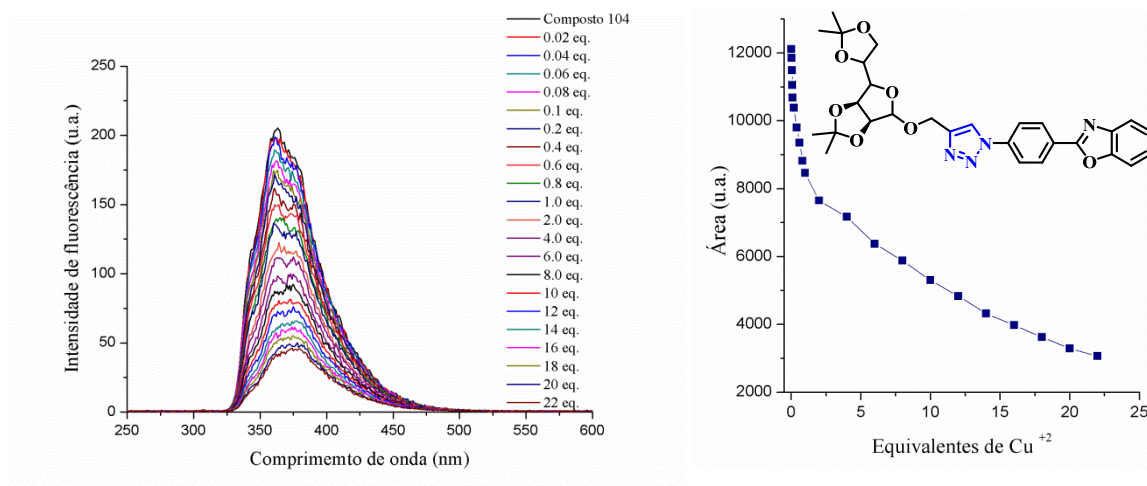 Composto 104
0.02 eq.
0.04 eq.
0.06 eq.
0.08 eq.
0.1 eq.
0.2 eq.
0.4 eq.
0.6 eq.
0.8 eq.
1.0 eq.
2.0 eq.
4.0 eq.
6.0 eq.
8.0 eq.
10 eq.
12 eq.
14 eq.
16 eq.
18 eq.
20 eq.
22 eq.
Intensidade de fluorescência (u.a.)
250
200
150
100
50
0
250 300 350 400 450 500 550 600
Comprimemto de onda (nm)
Área (u.a.)
12000
10000
8000
6000
4000
2000
0 5 10 15 20 25
Equivalentes de Cu +2
O
O
O
O
O
O
N
N
N
N
O